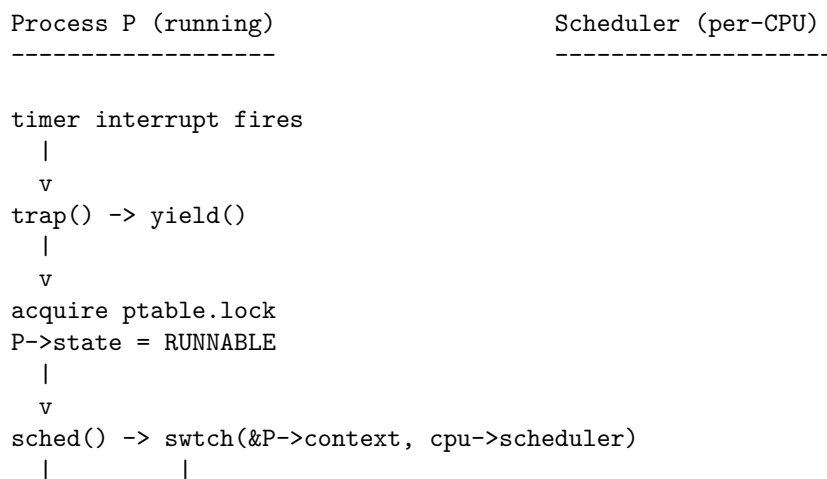 Process P (running)                    Scheduler (per-CPU)
-------------------                    --------------------
timer interrupt fires
  |
  v
trap() -> yield()
  |
  v
acquire ptable.lock
P->state = RUNNABLE
  |
  v
sched() -> swtch(&P->context, cpu->scheduler)
  |         |